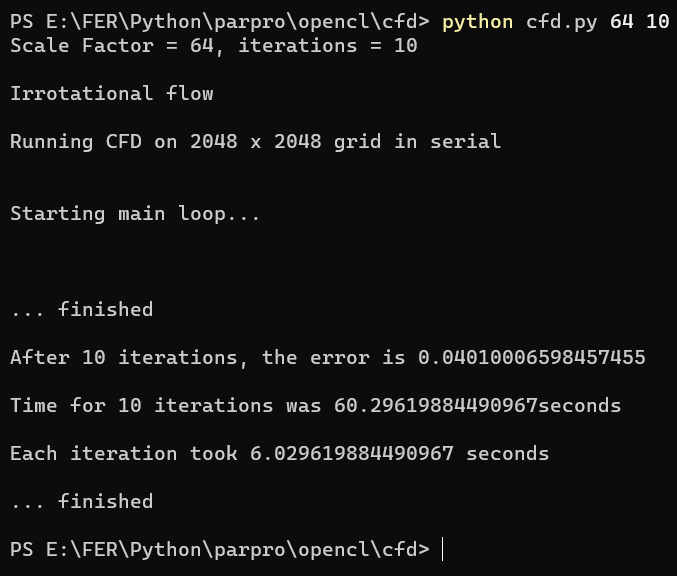 PS E:\FER\Python\parpro\opencl\cfd> python cfd.py 64 10
Scale Factor = 64, iterations = 10
Irrotational flow
Running CFD on 2048 x 2048 grid in serial
Starting main loop...
... finished
After 10 iterations, the error is 0.04010006598457455
Time for 10 iterations was 60.29619884490967seconds
Each iteration took 6.029619884490967 seconds
... finished
PS E:\FER\Python\parpro\opencl\cfd>